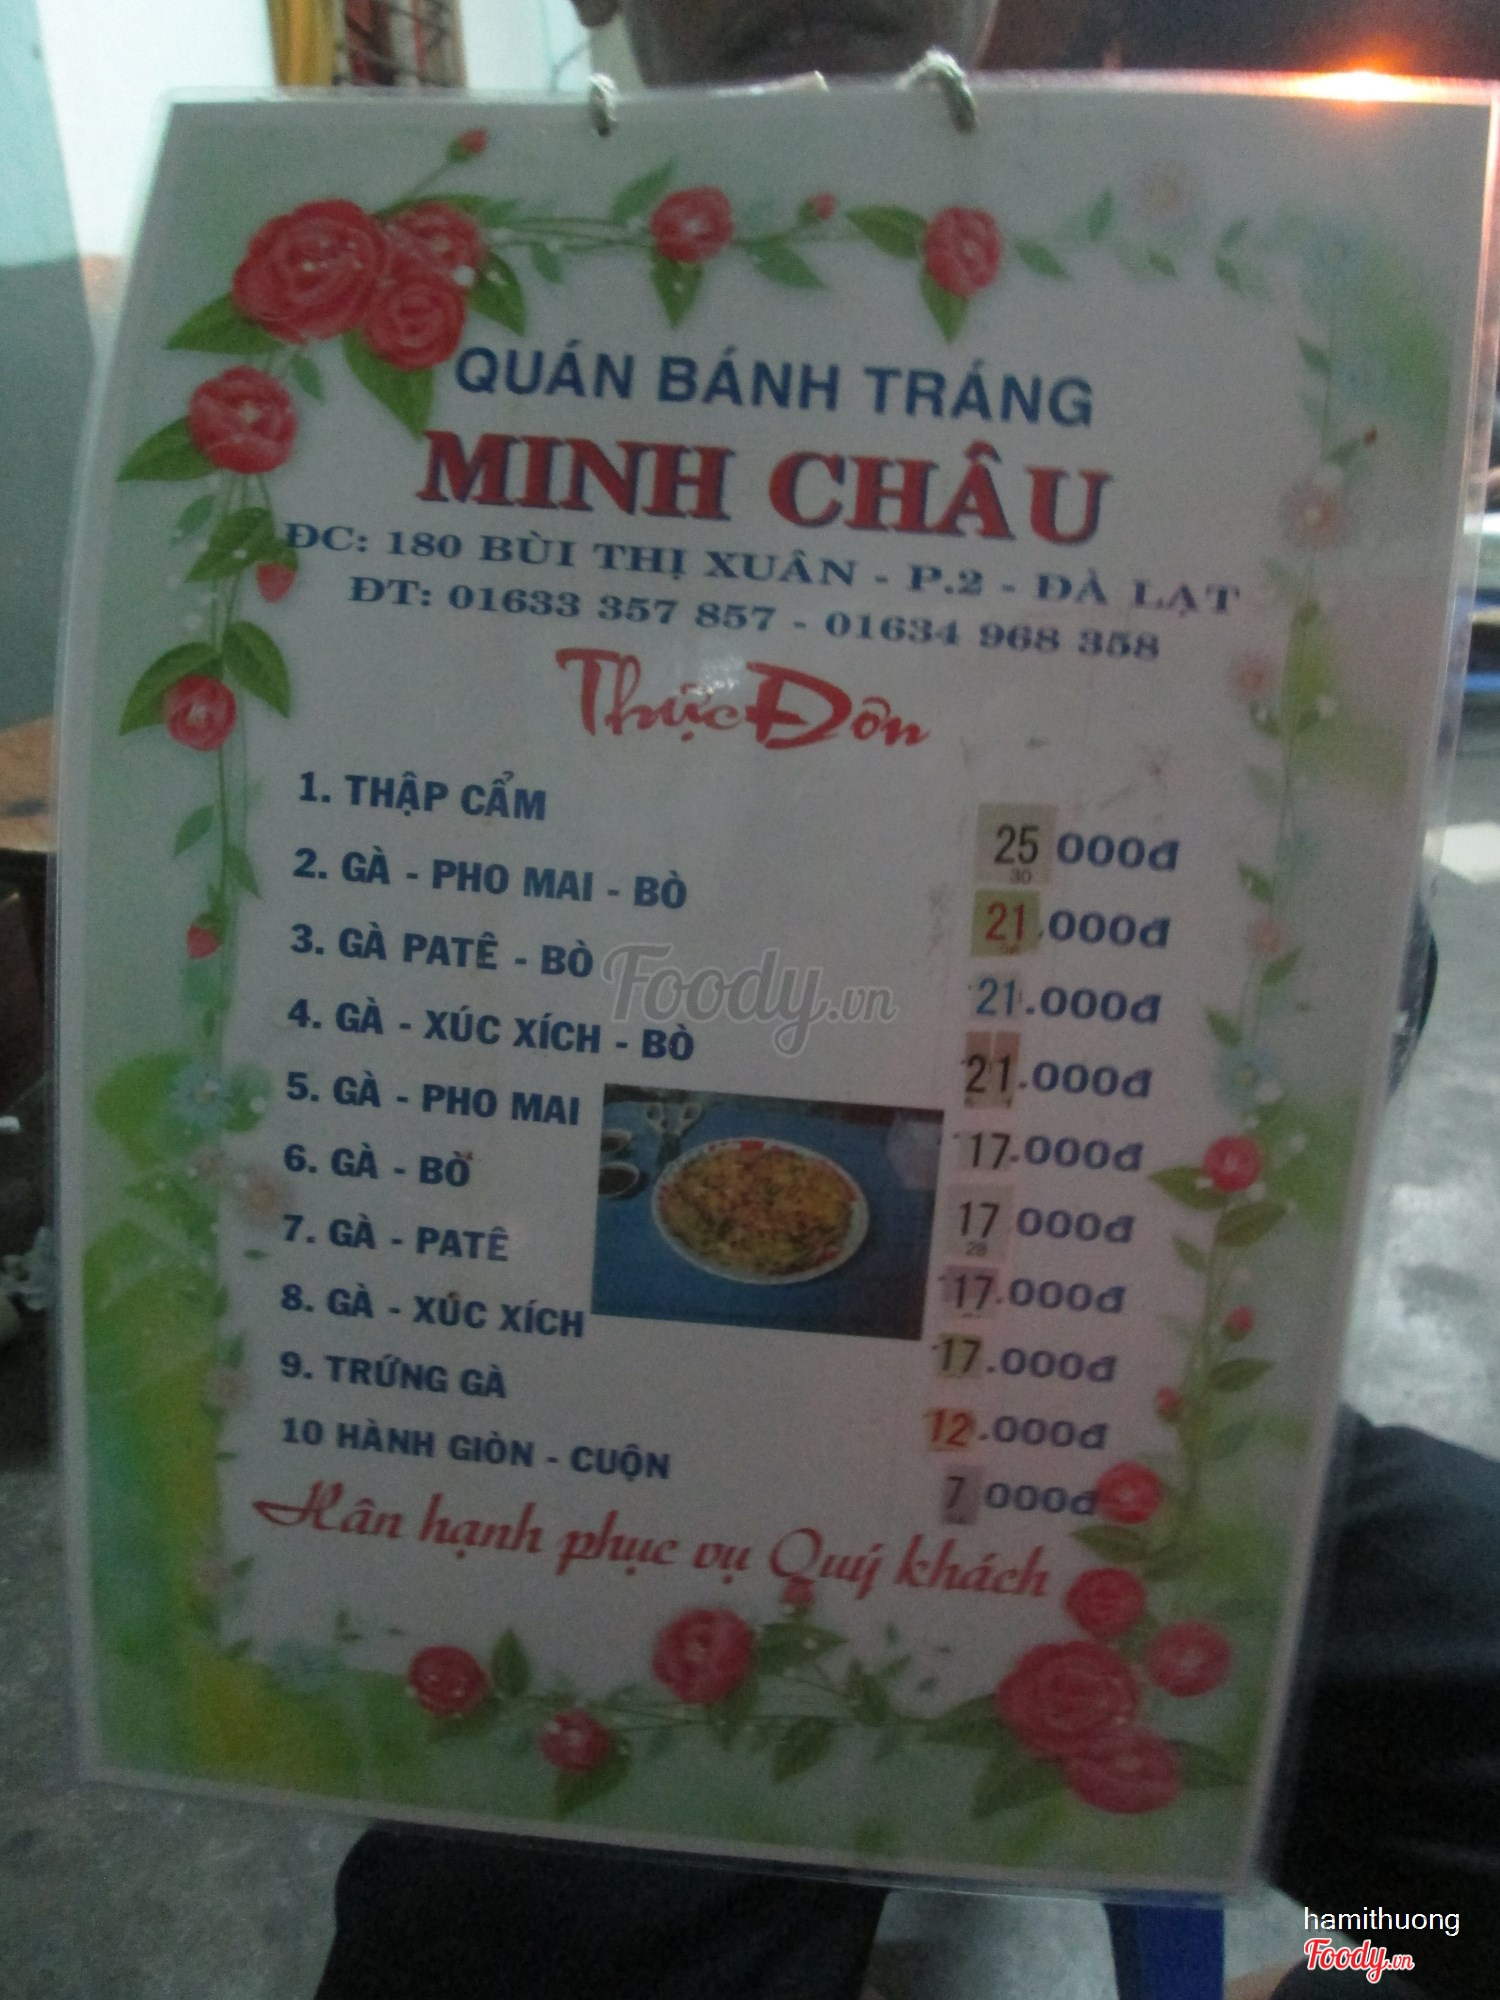 QUÁN BÁNH TRÁNG
MINH CHÂU
ĐC: 180 BÙI THỊ XUÂN - P.2 - ĐÀ LẠT
ĐT: 01633 357 857 - 01634 968 358
Thực Đơn
1. THẬP CẨM 25 000đ
30
2. GÀ - PHO MAI - BÒ 21.000đ
3. GÀ PATÊ - BÒ 21.000đ
4. GÀ - XÚC XÍCH - BÒ 21.000đ
5. GÀ - PHO MAI 17.000đ
6. GÀ - BÒ 17 000đ
28
7. GÀ - PATÊ 17.000đ
8. GÀ - XÚC XÍCH 17.000đ
9. TRỨNG GÀ 12.000đ
10 HÀNH GIÒN - CUỘN 7 000đ
Hân hạnh phục vụ Quý khách
Foody.vn
hamithuong
Foody.vn